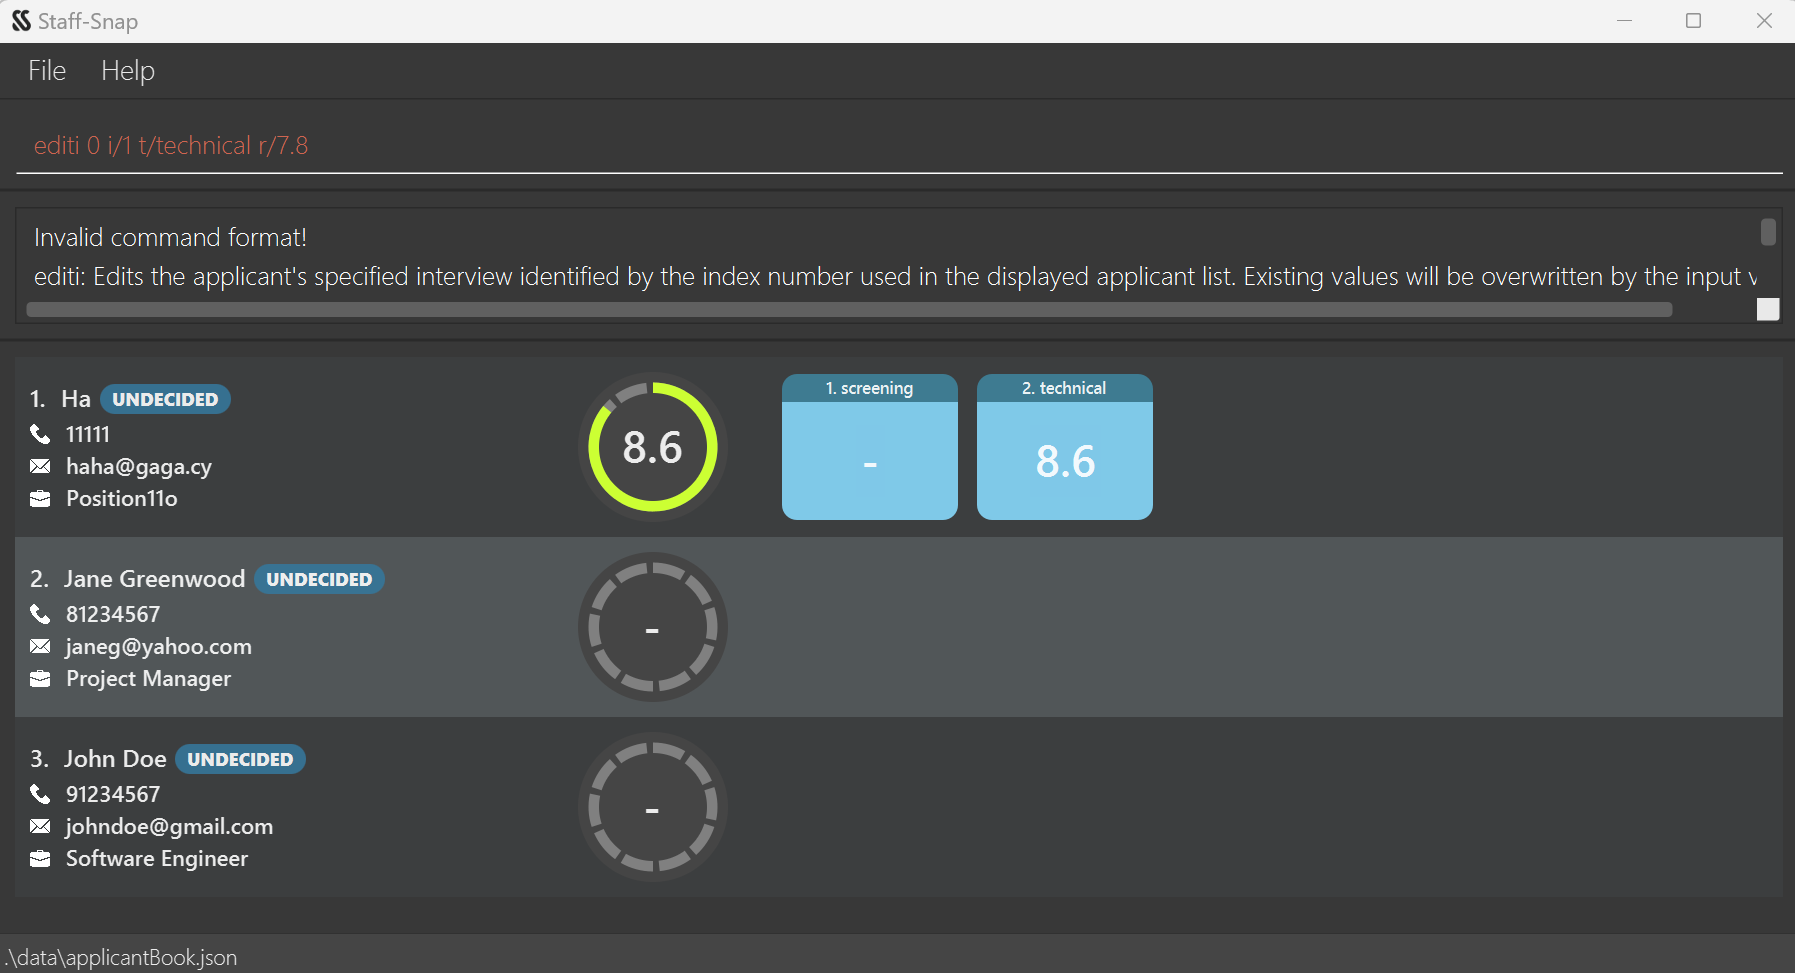 Staff-Snap
File Help
editi 0 i/1 t/technical r/7.8
Invalid command format!
editi: Edits the applicant's specified interview identified by the index number used in the displayed applicant list. Existing values will be overwritten by the input v
1. Ha UNDECIDED
11111
haha@gaga.cy
Position11o
8.6
1. screening
-
2. technical
8.6
2. Jane Greenwood UNDECIDED
81234567
janeg@yahoo.com
Project Manager
-
3. John Doe UNDECIDED
91234567
johndoe@gmail.com
Software Engineer
-
.\data\applicantBook.json